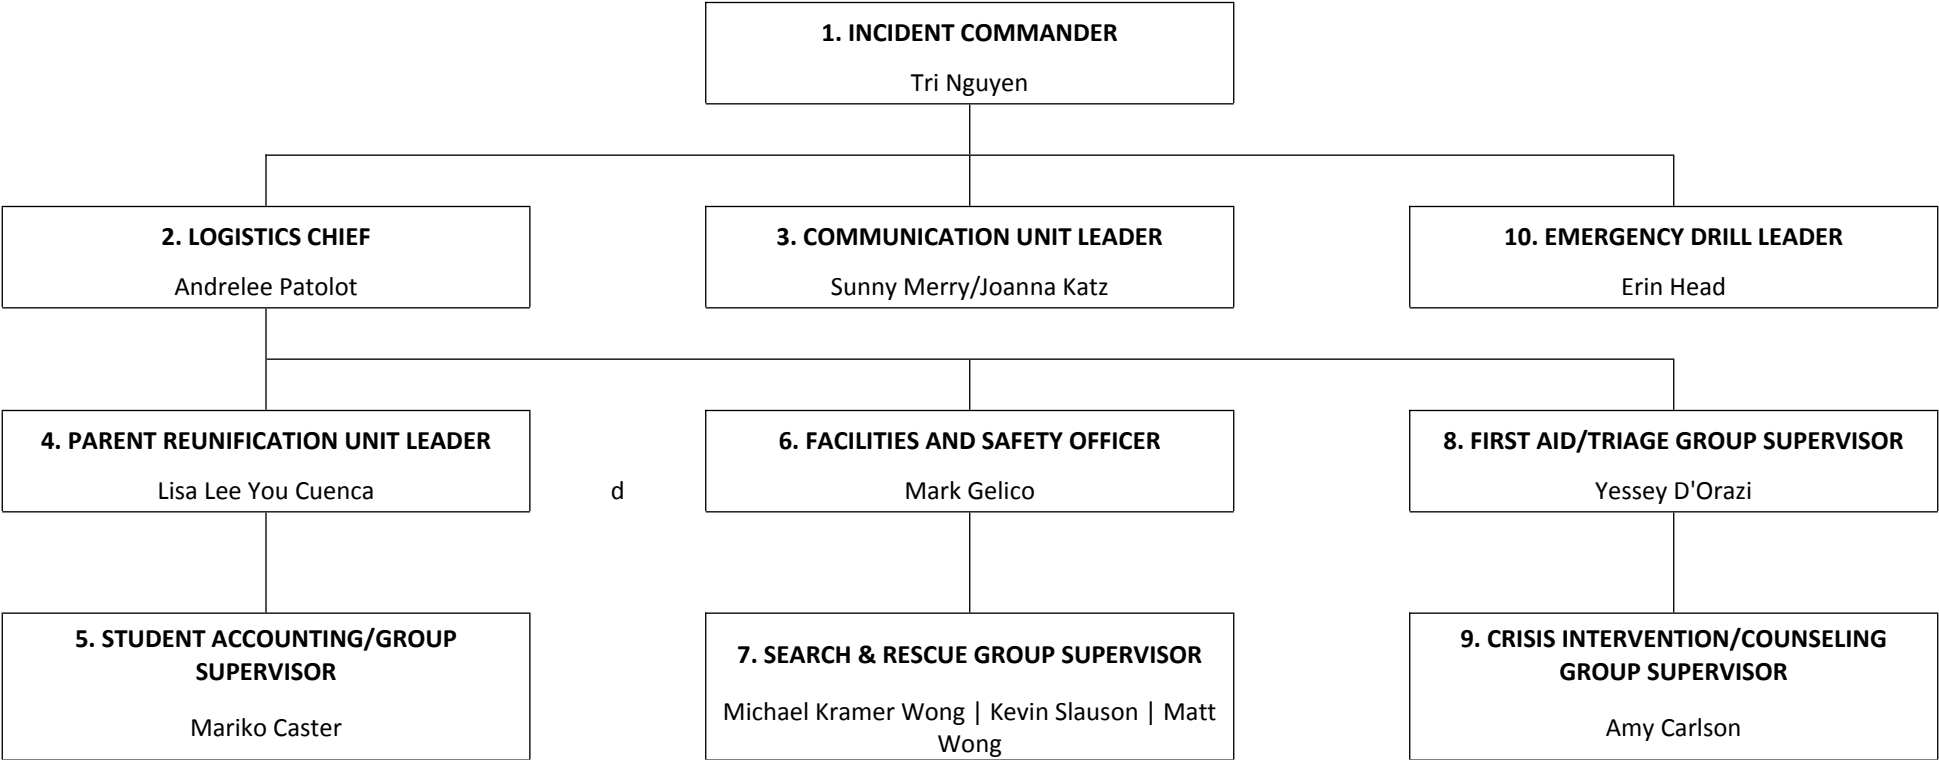 1. INCIDENT COMMANDER
Tri Nguyen
2. LOGISTICS CHIEF
Andrelee Patolot
3. COMMUNICATION UNIT LEADER
Sunny Merry/Joanna Katz
10. EMERGENCY DRILL LEADER
Erin Head
4. PARENT REUNIFICATION UNIT LEADER
Lisa Lee You Cuenca
d
6. FACILITIES AND SAFETY OFFICER
Mark Gelico
8. FIRST AID/TRIAGE GROUP SUPERVISOR
Yessey D'Orazi
5. STUDENT ACCOUNTING/GROUP
SUPERVISOR
Mariko Caster
7. SEARCH & RESCUE GROUP SUPERVISOR
Michael Kramer Wong | Kevin Slauson | Matt
Wong
9. CRISIS INTERVENTION/COUNSELING
GROUP SUPERVISOR
Amy Carlson